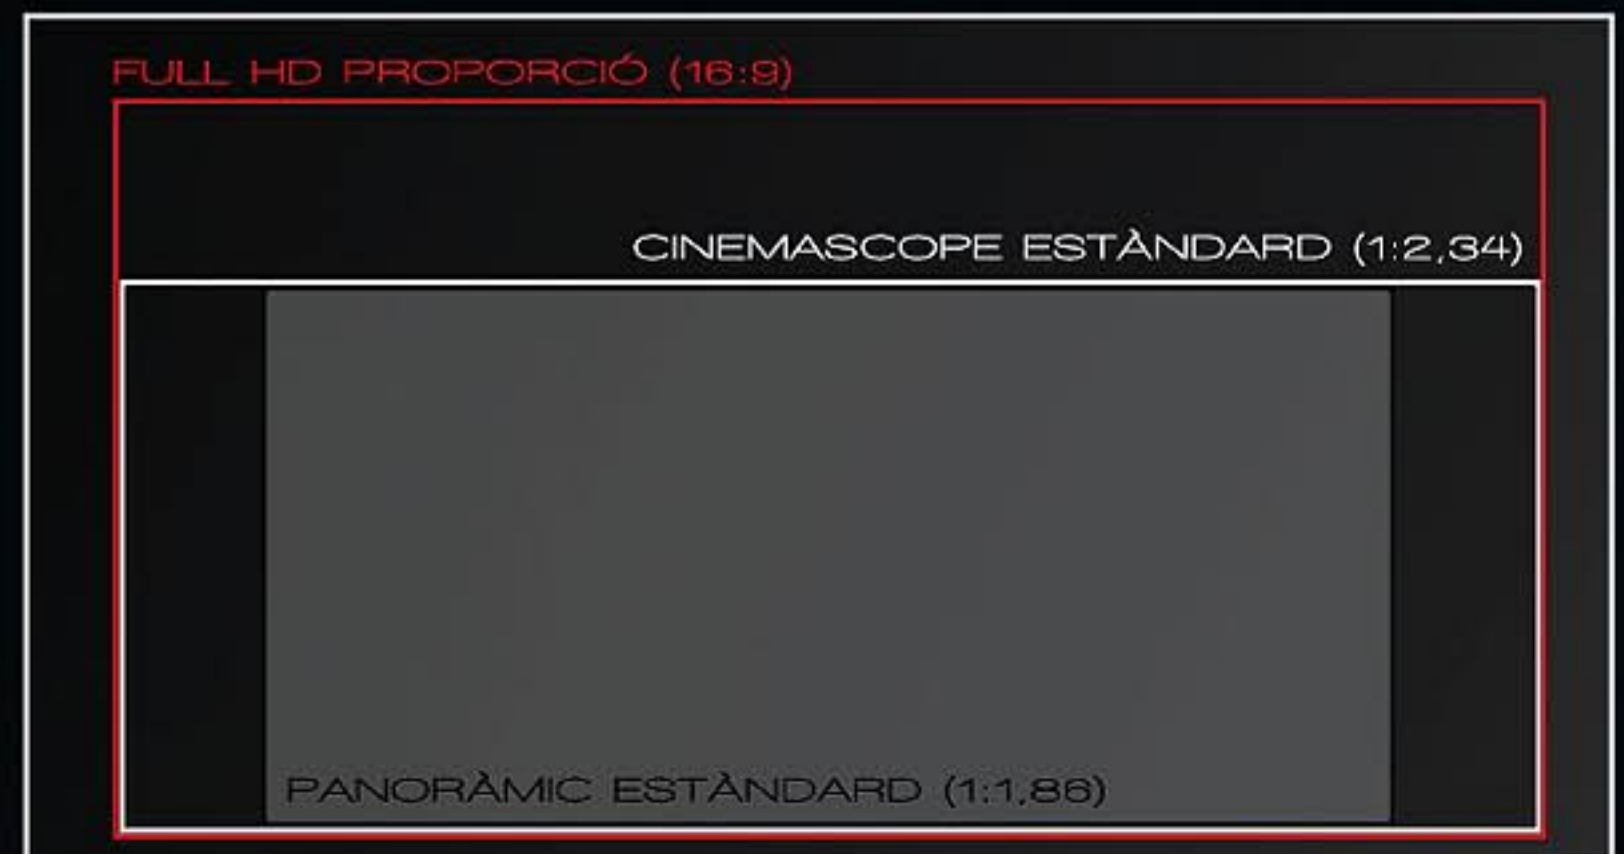 FULL HD PROPORCIÓ (16:9)
CINEMASCOPE ESTÀNDARD (1:2,34)
PANORÀMIC ESTÀNDARD (1:1,86)